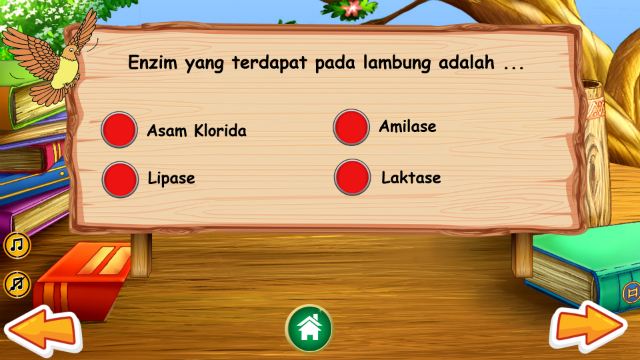 Enzim yang terdapat pada lambung adalah ...
Asam Klorida
Amilase
Lipase
Laktase